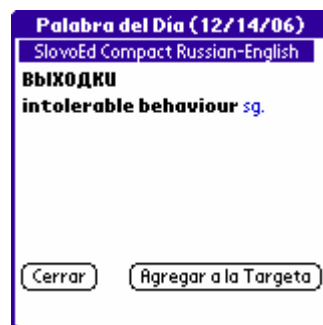 Palabra del Día (12/14/06)
SlovoEd Compact Russian-English
выходки
intolerable behaviour sg.
Cerrar Agregar a la Targeta